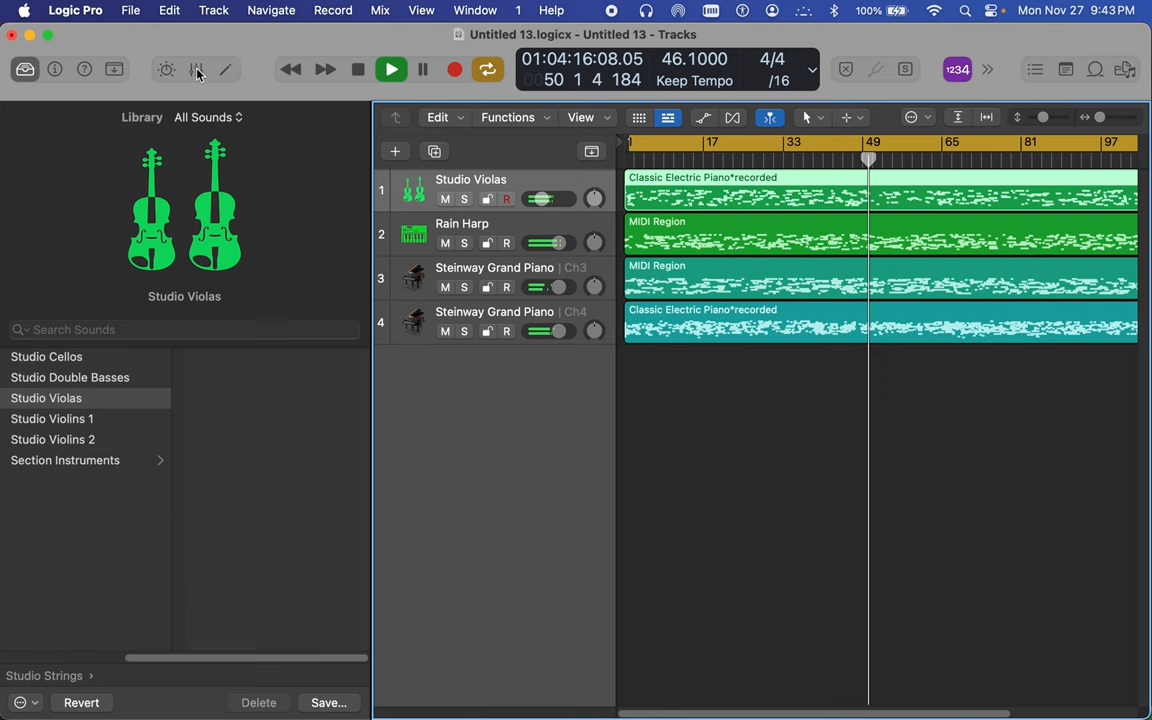 Logic Pro File Edit Track Navigate Record Mix View Window 1 Help 100% Mon Nov 27 9:43 PM
Untitled 13.logicx - Untitled 13 - Tracks
01:04:16:08.05 46.1000 4/4
0050 1 4 184 Keep Tempo /16
1234
Library All Sounds
Edit Functions View
1 17 33 49 65 81 97
1 Studio Violas
M S R
Classic Electric Piano*recorded
2 Rain Harp
M S R
MIDI Region
3 Steinway Grand Piano | Ch3
M S R
MIDI Region
4 Steinway Grand Piano | Ch4
M S R
Classic Electric Piano*recorded
Studio Violas
Search Sounds
Studio Cellos
Studio Double Basses
Studio Violas
Studio Violins 1
Studio Violins 2
Section Instruments
Studio Strings
Revert Delete Save...